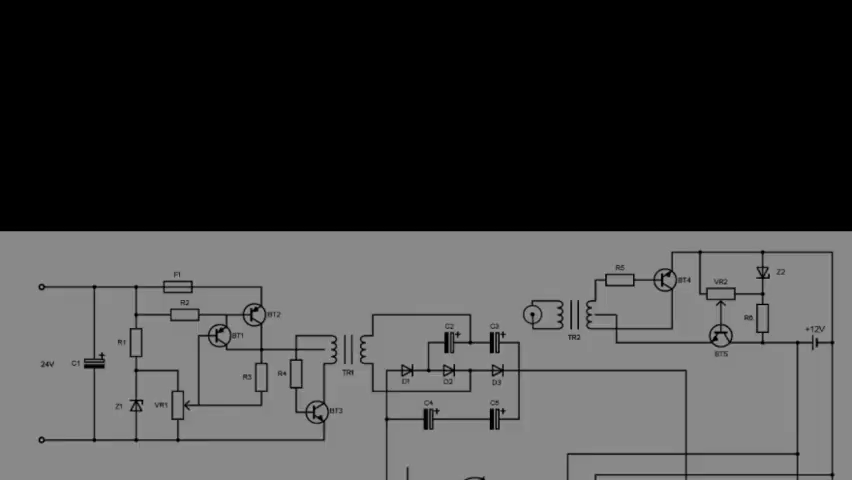 F1
R2
BT2
BT1
R1
24V
C1
R3
R4
Z1
VR1
BT3
TR1
C2
C3
D1
D2
D3
C4
C5
TR2
R5
BT4
VR2
Z2
R6
BT5
+12V